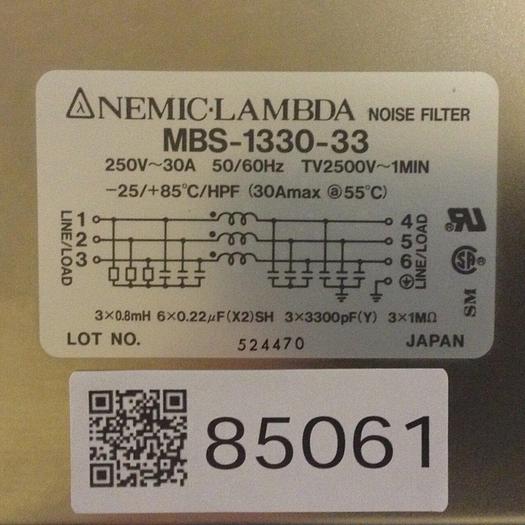 NEMIC·LAMBDA NOISE FILTER
MBS-1330-33
250V~30A 50/60Hz TV2500V~1MIN
-25/+85°C/HPF (30Amax @55°C)
LINE/LOAD
1
2
3
4
5
6
LINE/LOAD
3×0.8mH 6×0.22μF(X2)SH 3×3300pF(Y) 3×1MΩ
SM
LOT NO. 524470 JAPAN
85061